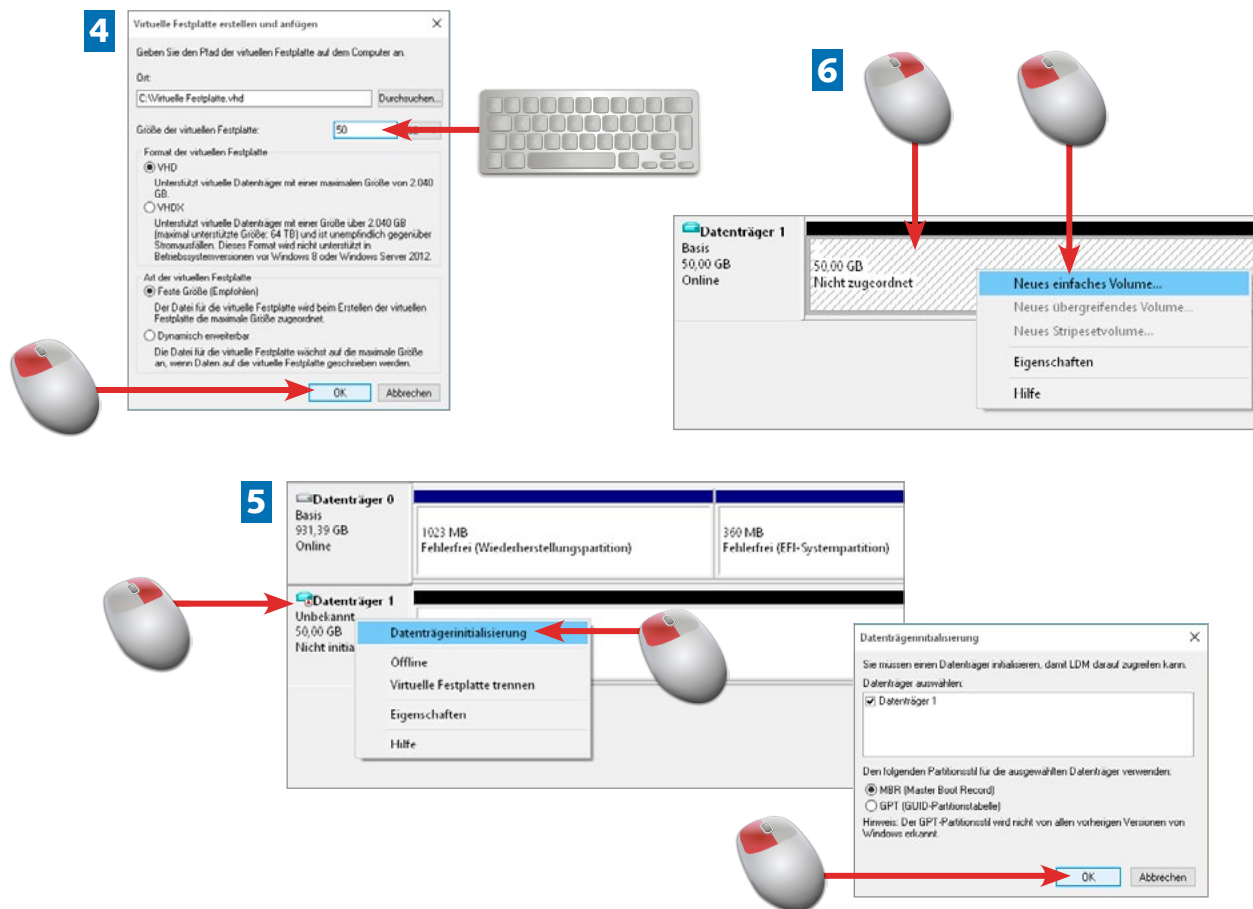 4
Virtuelle Festplatte erstellen und anfügen
Geben Sie den Pfad der virtuellen Festplatte auf dem Computer an.
Ort:
C:\Virtuelle Festplatte.vhd
Durchsuchen...
Größe der virtuellen Festplatte:
50
Format der virtuellen Festplatte
VHD
Unterstützt virtuelle Datenträger mit einer maximalen Größe von 2.040
GB.
VHDX
Unterstützt virtuelle Datenträger mit einer Größe über 2.040 GB
(maximal unterstützte Größe: 64 TB) und ist unempfindlich gegenüber
Stromausfällen. Dieses Format wird nicht unterstützt in
Betriebssystemversionen vor Windows 8 oder Windows Server 2012.
Art der virtuellen Festplatte
Feste Größe (Empfohlen)
Der Datei für die virtuelle Festplatte wird beim Erstellen der virtuellen
Festplatte die maximale Größe zugeordnet.
Dynamisch erweiterbar
Die Datei für die virtuelle Festplatte wächst auf die maximale Größe
an, wenn Daten auf die virtuelle Festplatte geschrieben werden.
OK
Abbrechen
6
Datenträger 1
Basis
50,00 GB
Online
50,00 GB
Nicht zugeordnet
Neues einfaches Volume...
Neues übergreifendes Volume...
Neues Stripesetvolume...
Eigenschaften
Hilfe
5
Datenträger 0
Basis
931,39 GB
Online
1023 MB
Fehlerfrei (Wiederherstellungspartition)
360 MB
Fehlerfrei (EFI-Systempartition)
Datenträger 1
Unbekannt
50,00 GB
Nicht initia
Datenträgerinitialisierung
Offline
Virtuelle Festplatte trennen
Eigenschaften
Hilfe
Datenträgerinitialisierung
Sie müssen einen Datenträger initialisieren, damit LDM darauf zugreifen kann.
Datenträger auswählen:
Datenträger 1
Den folgenden Partitionsstil für die ausgewählten Datenträger verwenden:
MBR (Master Boot Record)
GPT (GUID-Partitionstabelle)
Hinweis: Der GPT-Partitionsstil wird nicht von allen vorherigen Versionen von
Windows erkannt.
OK
Abbrechen